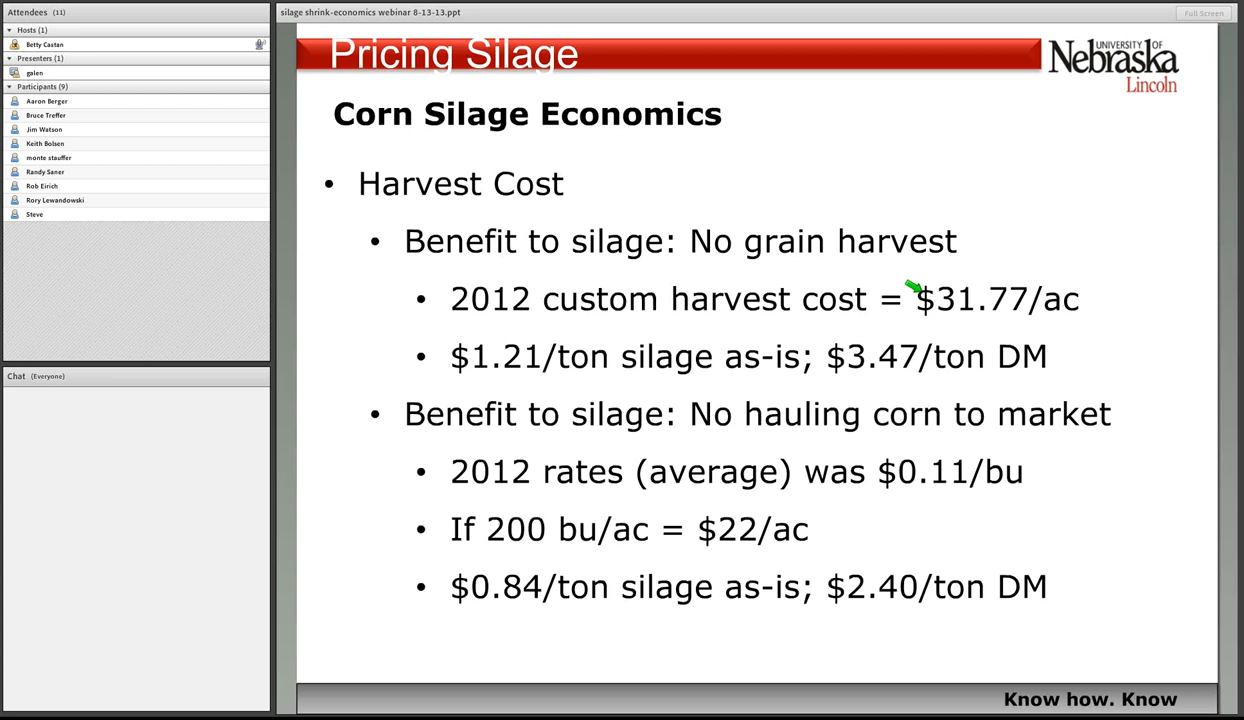 Attendees (11)
Hosts (1)
Betty Castan
Presenters (1)
galen
Participants (9)
Aaron Berger
Bruce Treffer
Jim Watson
Keith Bolsen
monte stauffer
Randy Saner
Rob Eirich
Rory Lewandowski
Steve
Chat (Everyone)
silage shrink-economics webinar 8-13-13.ppt
Full Screen
Pricing Silage
UNIVERSITY OF
Nebraska
Lincoln
Corn Silage Economics
• Harvest Cost
• Benefit to silage: No grain harvest
• 2012 custom harvest cost = $31.77/ac
• $1.21/ton silage as-is; $3.47/ton DM
• Benefit to silage: No hauling corn to market
• 2012 rates (average) was $0.11/bu
• If 200 bu/ac = $22/ac
• $0.84/ton silage as-is; $2.40/ton DM
Know how. Know